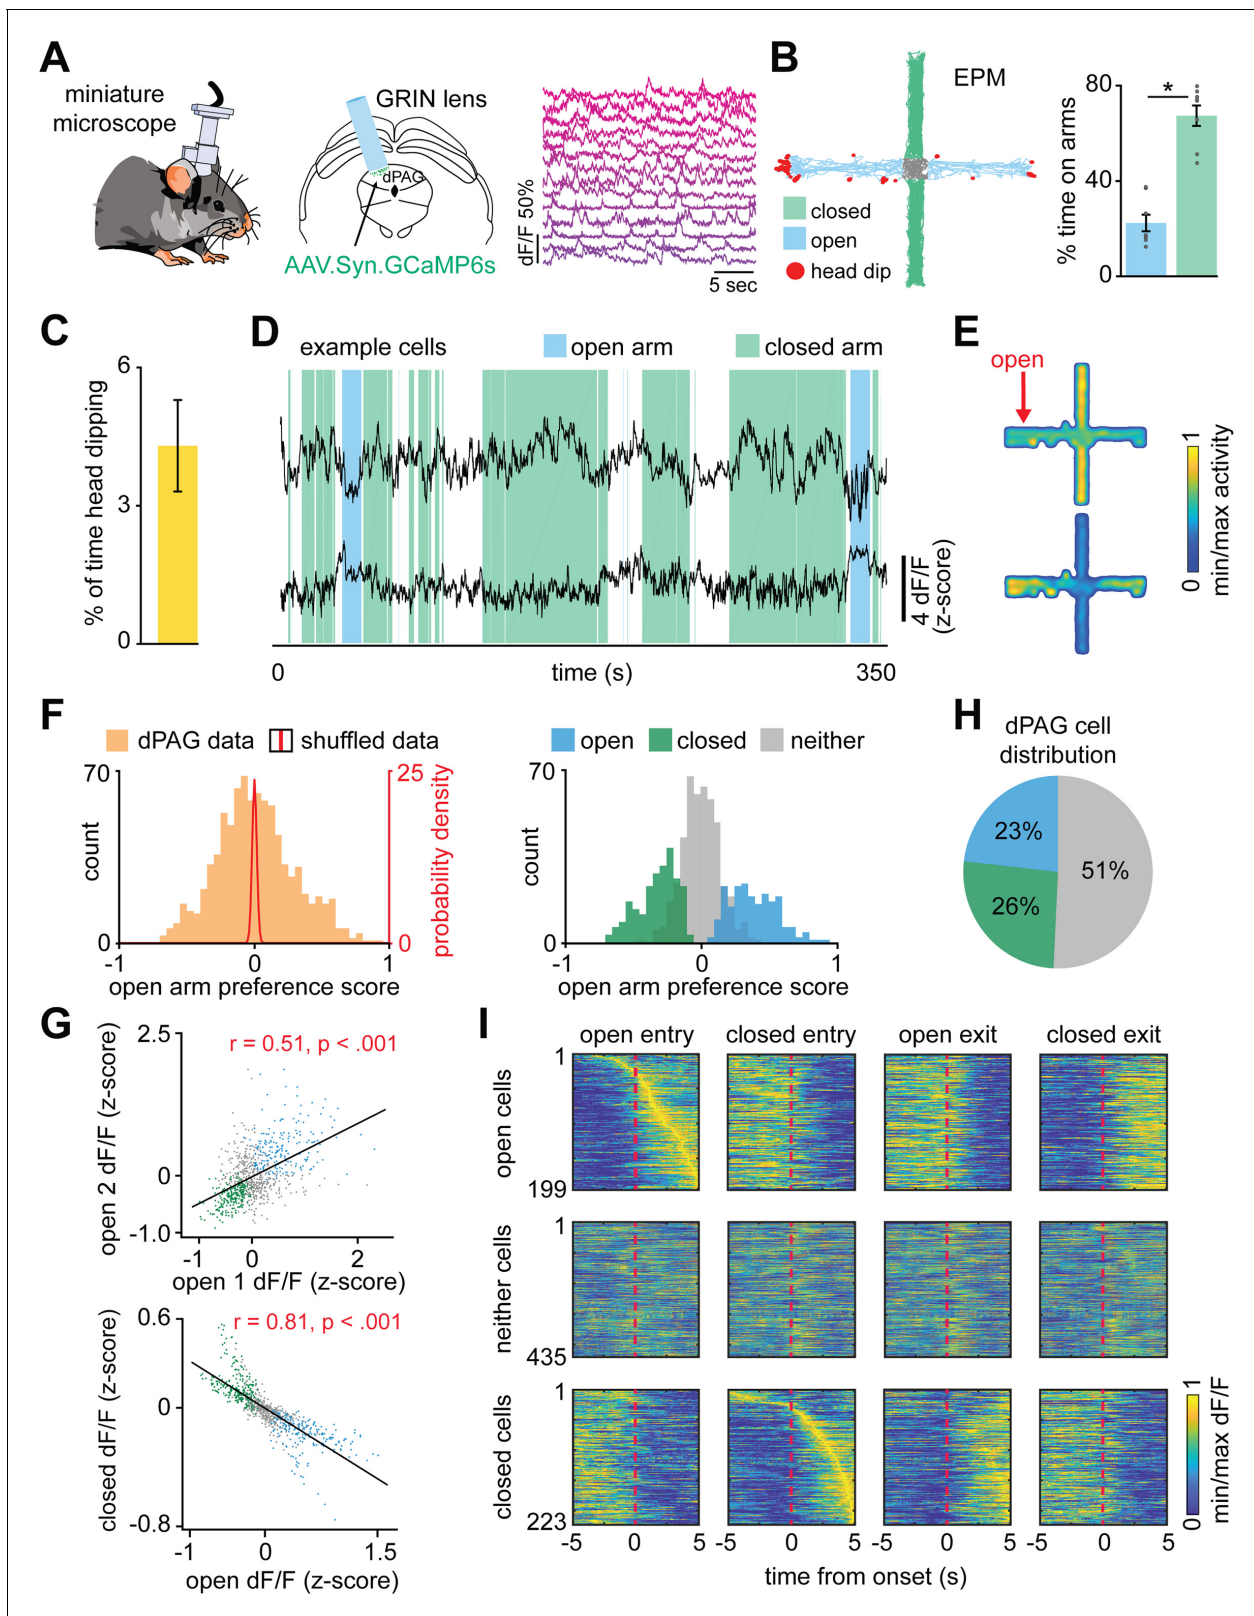 A
miniature
microscope
GRIN lens
dPAG
AAV.Syn.GCaMP6s
dF/F 50%
5 sec
B
EPM
closed
open
head dip
% time on arms
80
40
0
*
C
% of time head dipping
6
3
0
D
example cells
open arm
closed arm
4 dF/F
(z-score)
0
time (s)
350
E
open
1
0
min/max activity
F
dPAG data
shuffled data
70
0
count
25
0
probability density
-1
0
1
open arm preference score
open
closed
neither
70
0
count
-1
0
1
open arm preference score
H
dPAG cell
distribution
23%
51%
26%
G
r = 0.51, p < .001
open 2 dF/F (z-score)
2.5
0
-1.0
-1
0
2
open 1 dF/F (z-score)
r = 0.81, p < .001
closed dF/F (z-score)
0.6
0
-0.8
-1
0
1.5
open dF/F (z-score)
I
open entry
closed entry
open exit
closed exit
open cells
1
199
neither cells
1
435
closed cells
1
223
-5
0
5
-5
0
5
-5
0
5
-5
0
5
time from onset (s)
0
1
min/max dF/F